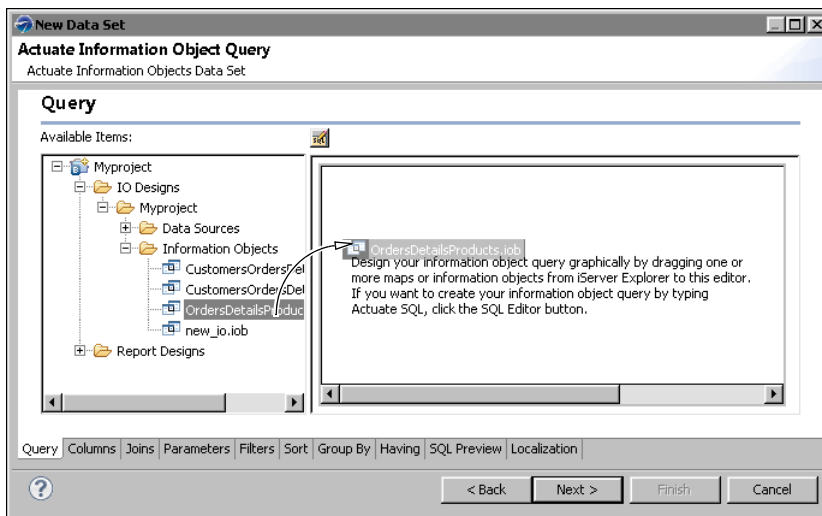 New Data Set
Actuate Information Object Query
Actuate Information Objects Data Set
Query
Available Items:
SQL
Myproject
IO Designs
Myproject
Data Sources
Information Objects
CustomersOrdersDet
CustomersOrdersDet
OrdersDetailsProduc
new_io.iob
Report Designs
OrdersDetailsProducts.iob
Design your information object query graphically by dragging one or
more maps or information objects from iServer Explorer to this editor.
If you want to create your information object query by typing
Actuate SQL, click the SQL Editor button.
Query Columns Joins Parameters Filters Sort Group By Having SQL Preview Localization
? < Back Next > Finish Cancel